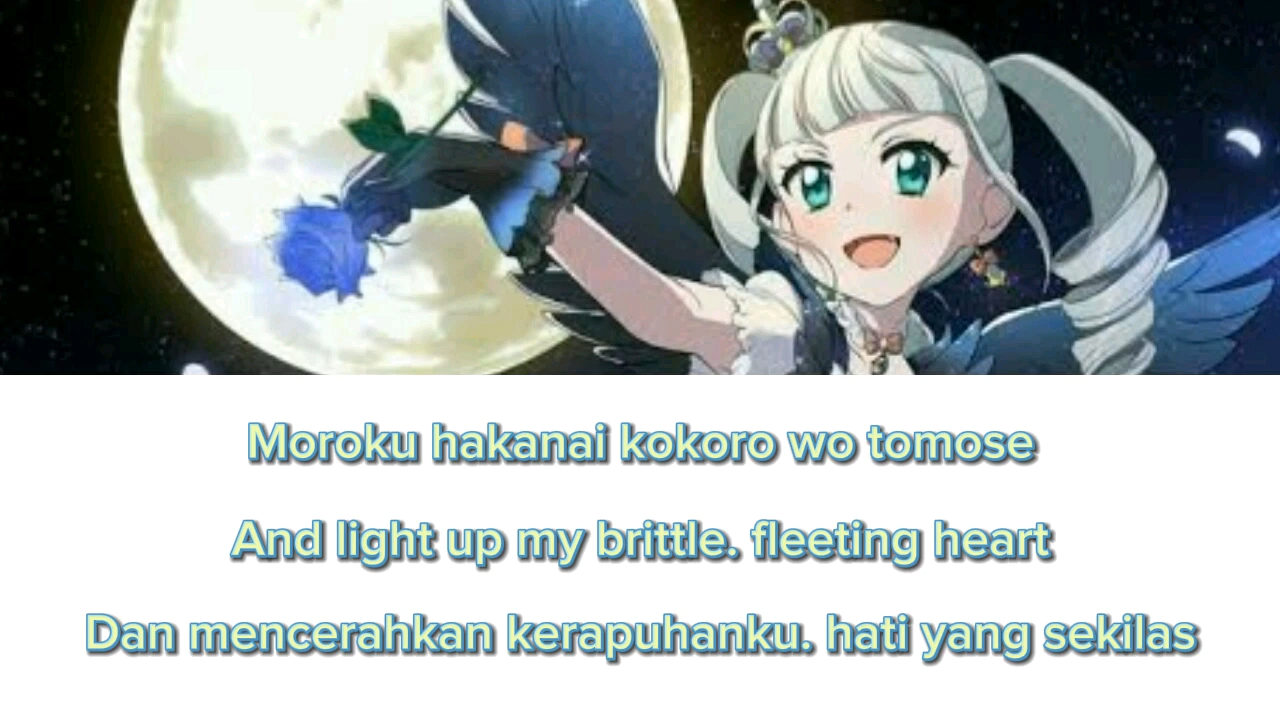 Moroku hakanai kokoro wo tomose
And light up my brittle. fleeting heart
Dan mencerahkan kerapuhanku. hati yang sekilas